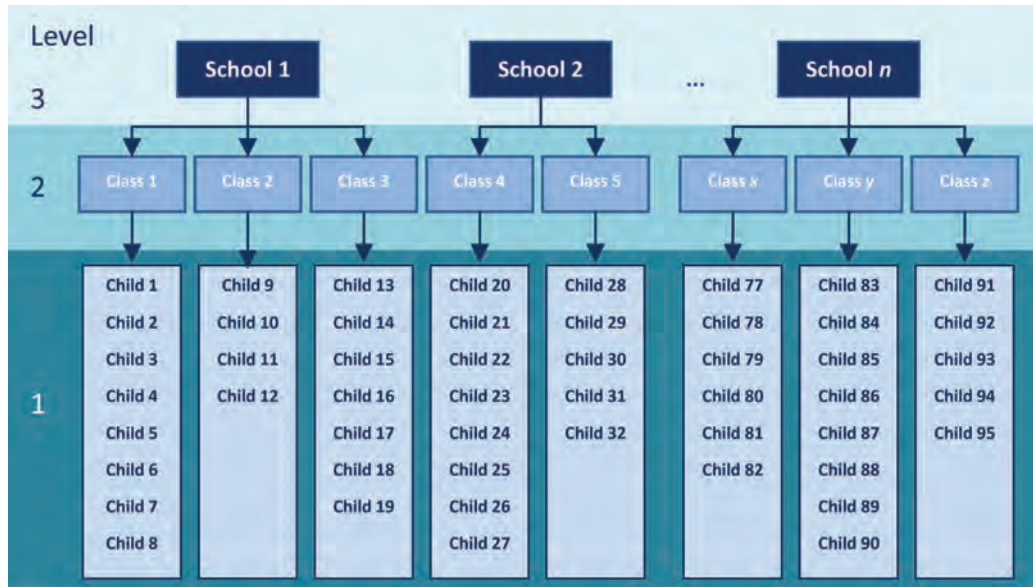 Level
3
School 1
School 2
...
School n
2
Class 1
Class 2
Class 3
Class 4
Class 5
Class x
Class y
Class z
1
Child 1
Child 2
Child 3
Child 4
Child 5
Child 6
Child 7
Child 8
Child 9
Child 10
Child 11
Child 12
Child 13
Child 14
Child 15
Child 16
Child 17
Child 18
Child 19
Child 20
Child 21
Child 22
Child 23
Child 24
Child 25
Child 26
Child 27
Child 28
Child 29
Child 30
Child 31
Child 32
Child 77
Child 78
Child 79
Child 80
Child 81
Child 82
Child 83
Child 84
Child 85
Child 86
Child 87
Child 88
Child 89
Child 90
Child 91
Child 92
Child 93
Child 94
Child 95